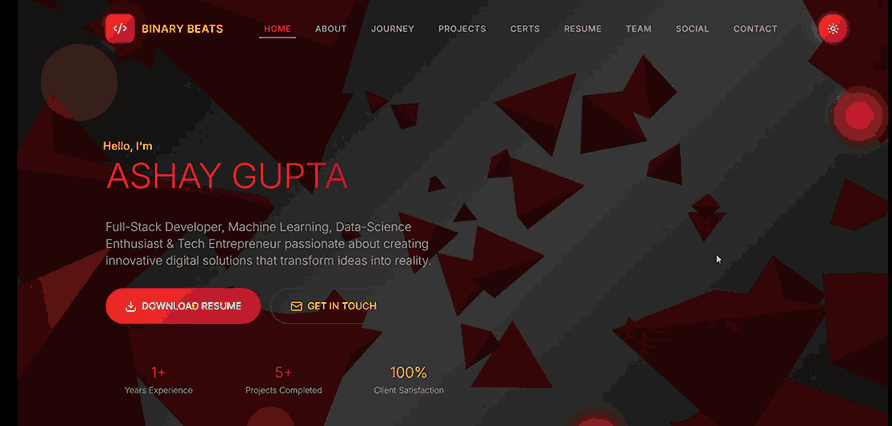 </> BINARY BEATS HOME ABOUT JOURNEY PROJECTS CERTS RESUME TEAM SOCIAL CONTACT
Hello, I'm
ASHAY GUPTA
Full-Stack Developer, Machine Learning, Data-Science
Enthusiast & Tech Entrepreneur passionate about creating
innovative digital solutions that transform ideas into reality.
DOWNLOAD RESUME GET IN TOUCH
1+ 5+ 100%
Years Experience Projects Completed Client Satisfaction